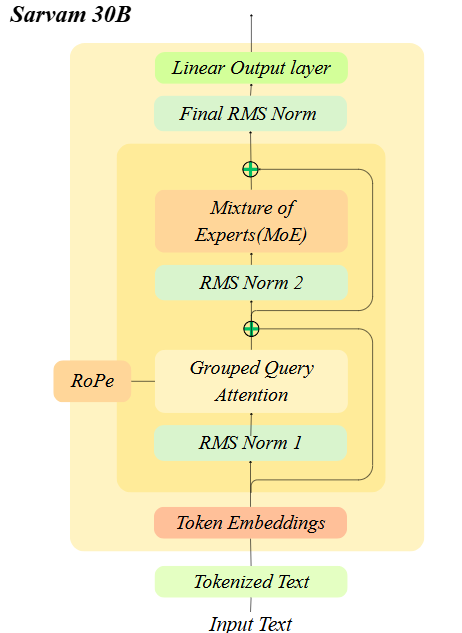 Sarvam 30B
Linear Output layer
Final RMS Norm
Mixture of
Experts(MoE)
RMS Norm 2
Grouped Query
Attention
RoPe
RMS Norm 1
Token Embeddings
Tokenized Text
Input Text